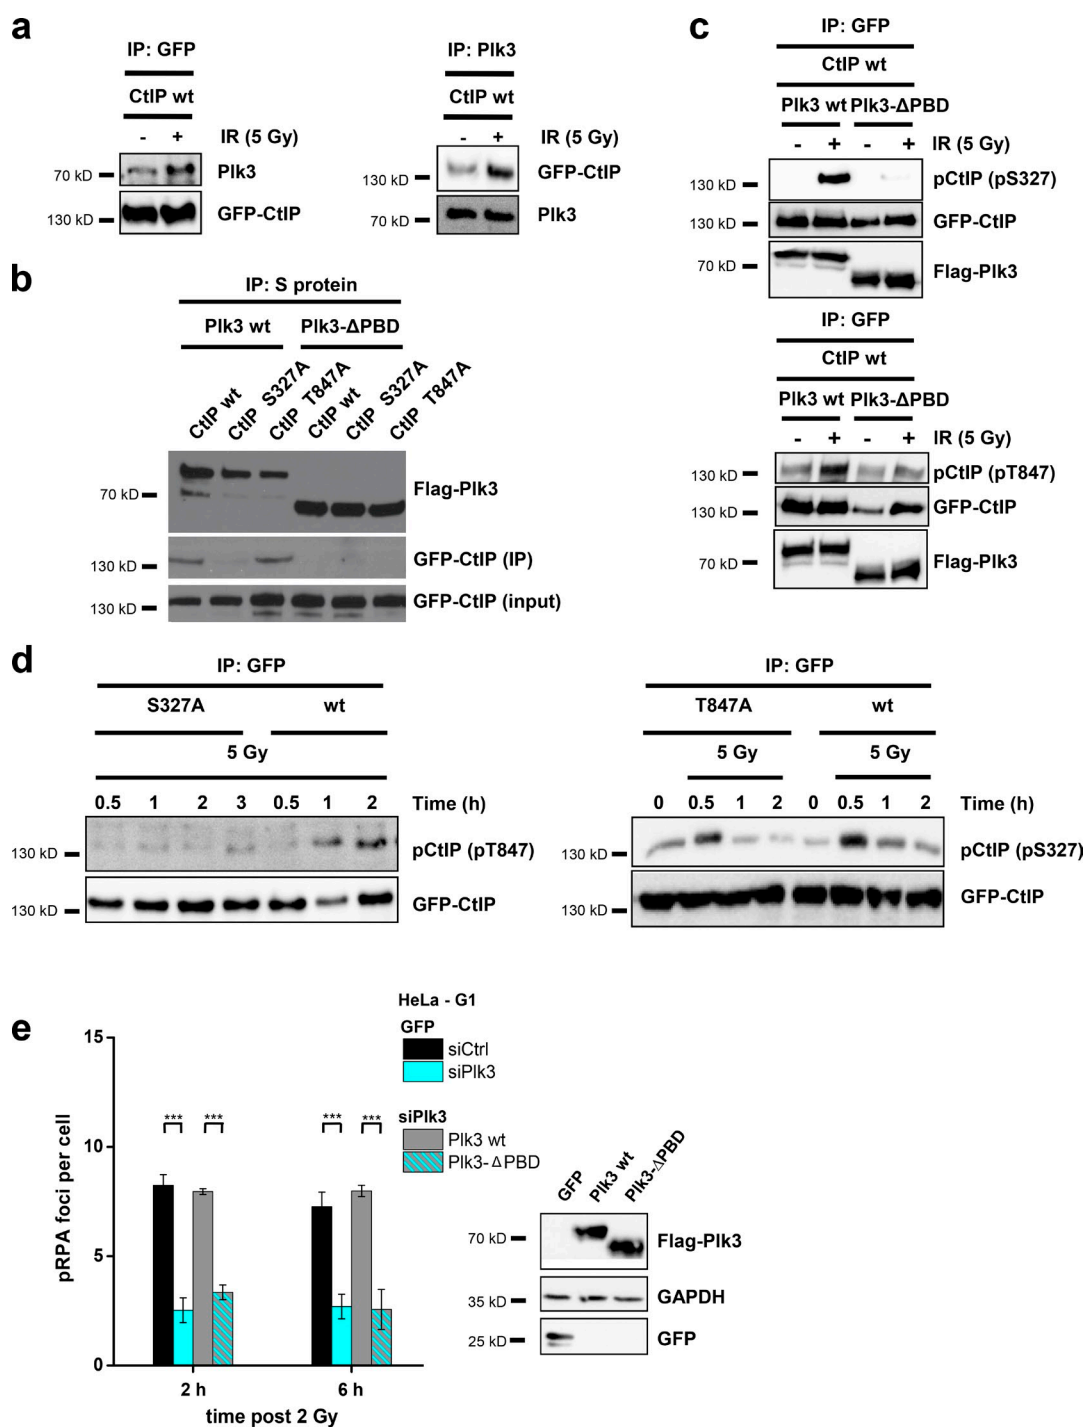 a
IP: GFP
CtIP wt
- + IR (5 Gy)
70 kD Plk3
130 kD GFP-CtIP
IP: Plk3
CtIP wt
- + IR (5 Gy)
130 kD GFP-CtIP
70 kD Plk3
b
IP: S protein
Plk3 wt Plk3-ΔPBD
CtIP wt
CtIP S327A
CtIP T847A
CtIP wt
CtIP S327A
CtIP T847A
70 kD Flag-Plk3
130 kD GFP-CtIP (IP)
130 kD GFP-CtIP (input)
c
IP: GFP
CtIP wt
Plk3 wt Plk3-ΔPBD
- + - + IR (5 Gy)
130 kD pCtIP (pS327)
130 kD GFP-CtIP
70 kD Flag-Plk3
IP: GFP
CtIP wt
Plk3 wt Plk3-ΔPBD
- + - + IR (5 Gy)
130 kD pCtIP (pT847)
130 kD GFP-CtIP
70 kD Flag-Plk3
d
IP: GFP
S327A wt
5 Gy
0.5 1 2 3 0.5 1 2 Time (h)
130 kD pCtIP (pT847)
130 kD GFP-CtIP
IP: GFP
T847A wt
5 Gy 5 Gy
0 0.5 1 2 0 0.5 1 2 Time (h)
130 kD pCtIP (pS327)
130 kD GFP-CtIP
e
HeLa - G1
GFP
siCtrl
siPlk3
siPlk3
Plk3 wt
Plk3-ΔPBD
pRPA foci per cell
15
10
5
0
*** *** *** ***
2 h 6 h
time post 2 Gy
GFP
Plk3 wt
Plk3-ΔPBD
70 kD Flag-Plk3
35 kD GAPDH
25 kD GFP